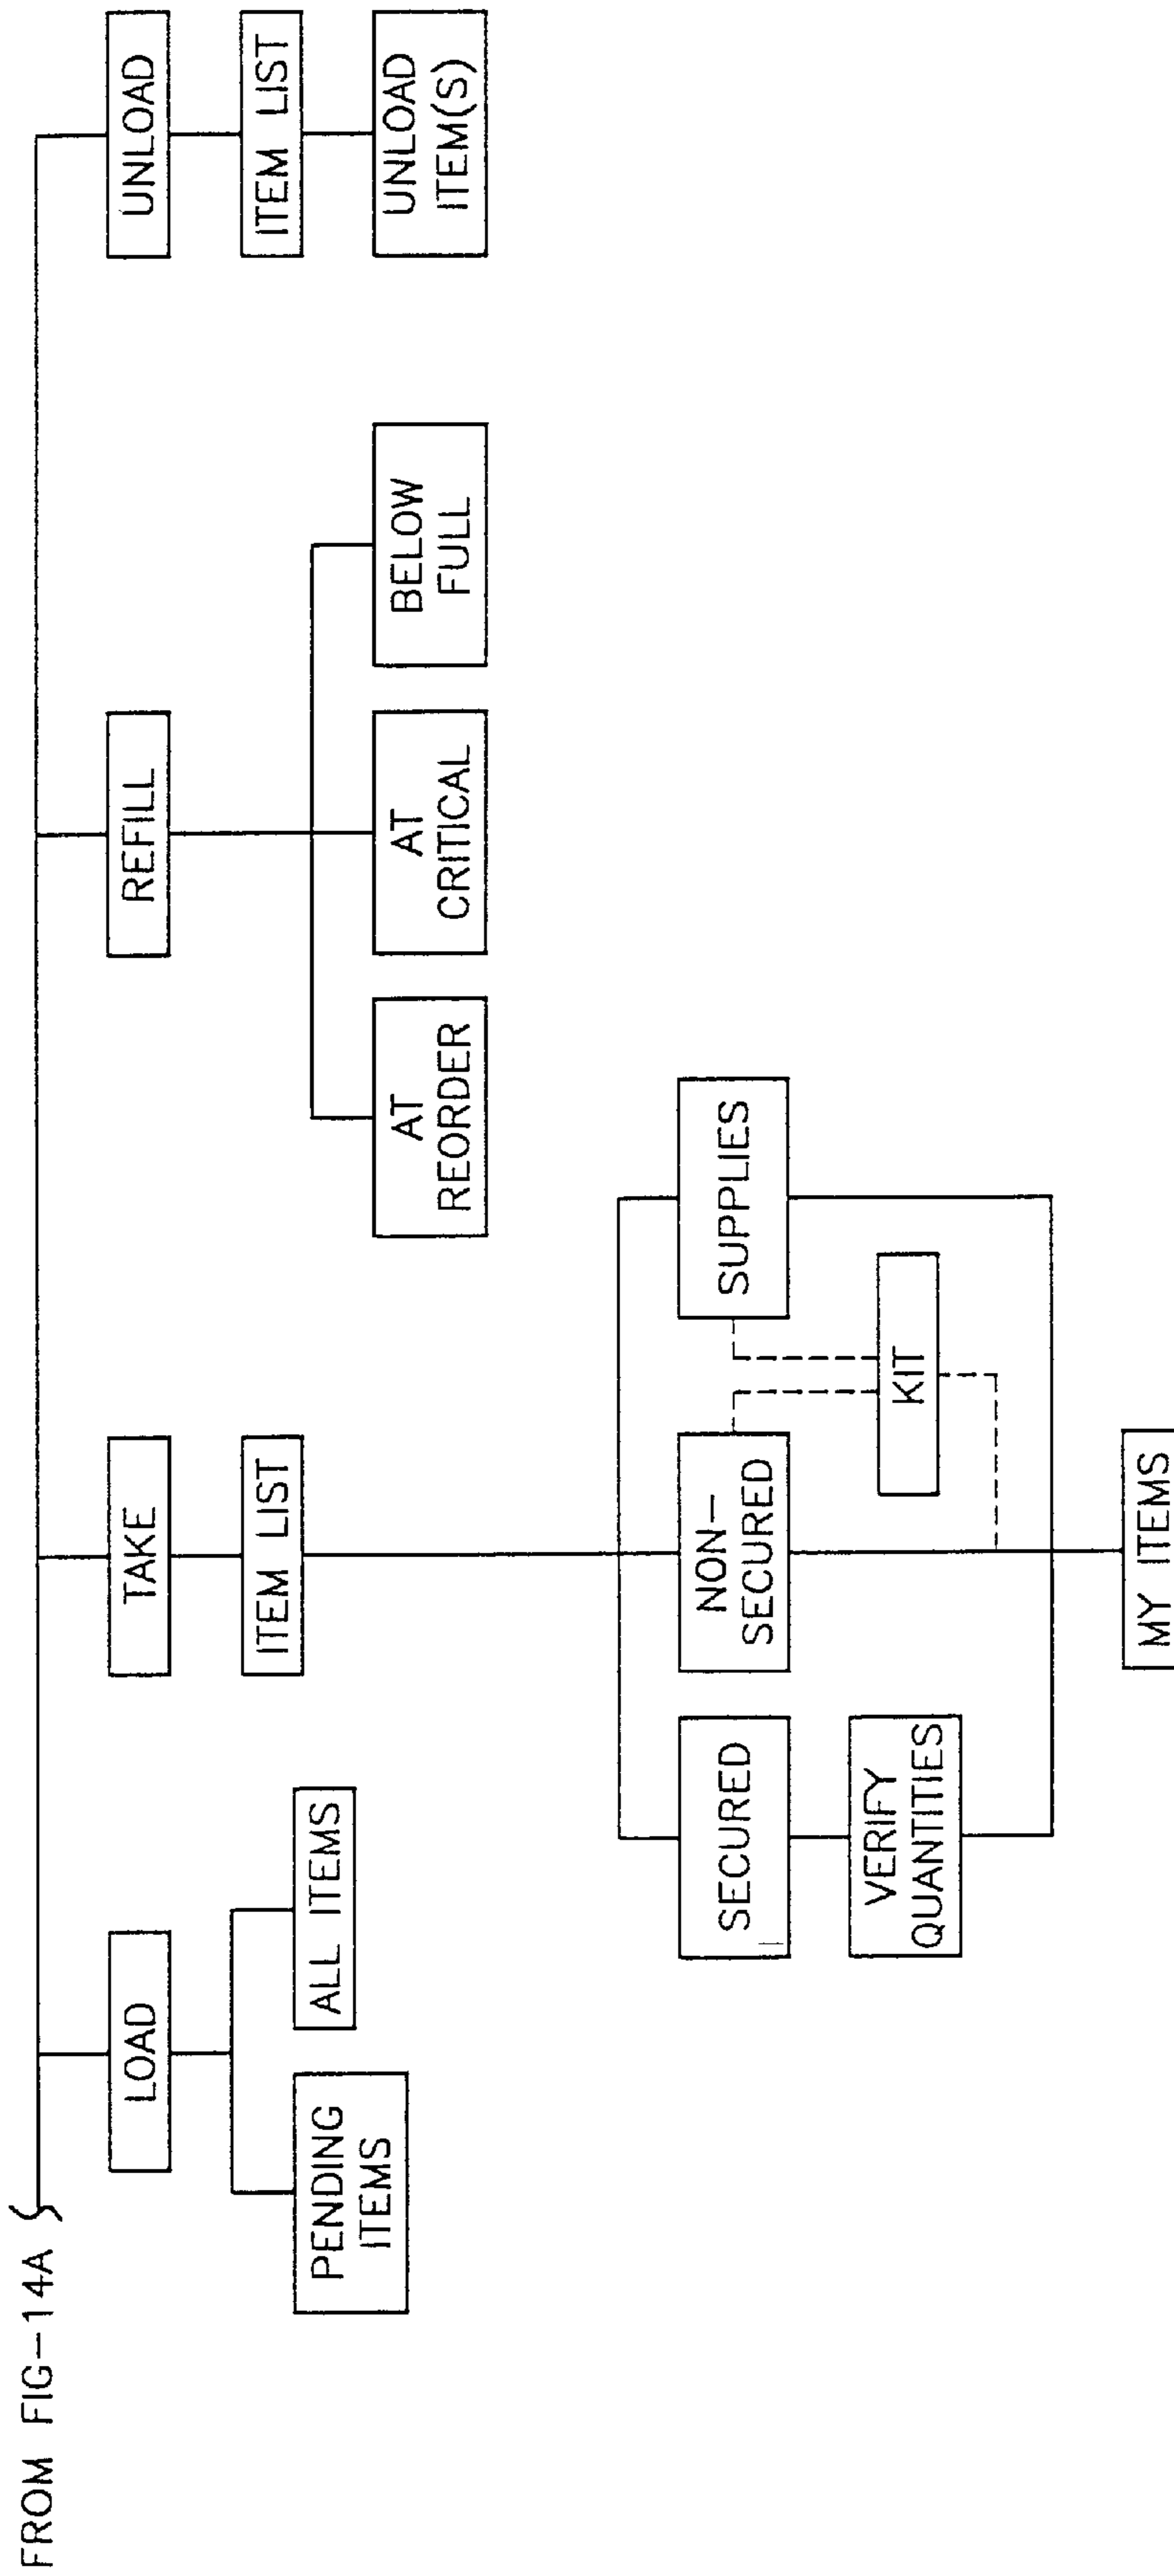 FROM FIG-14A
LOAD
PENDING
ITEMS
ALL ITEMS
TAKE
ITEM LIST
SECURED
VERIFY
QUANTITIES
NON-
SECURED
SUPPLIES
KIT
MY ITEMS
REFILL
AT
REORDER
AT
CRITICAL
BELOW
FULL
UNLOAD
ITEM LIST
UNLOAD
ITEM(S)